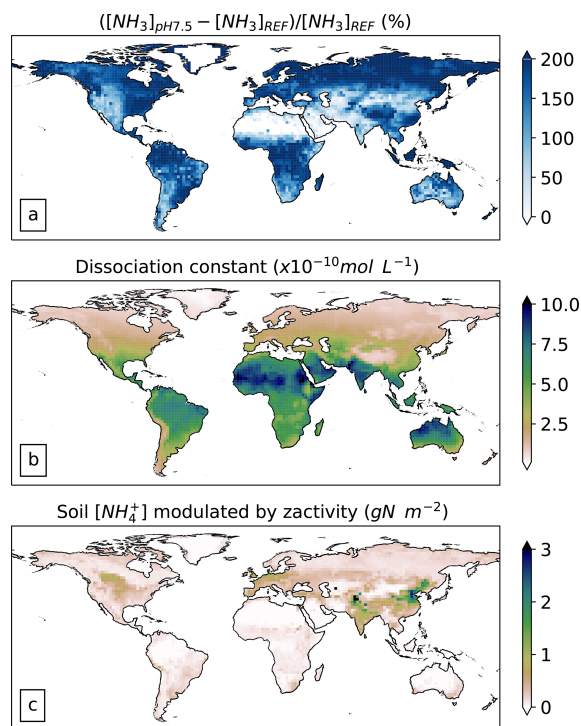 ([NH₃]pH7.5 − [NH₃]REF)/[NH₃]REF (%)
200
150
100
50
0
a
Dissociation constant (x10⁻¹⁰mol L⁻¹)
10.0
7.5
5.0
2.5
b
Soil [NH₄⁺] modulated by zactivity (gN m⁻²)
3
2
1
0
c